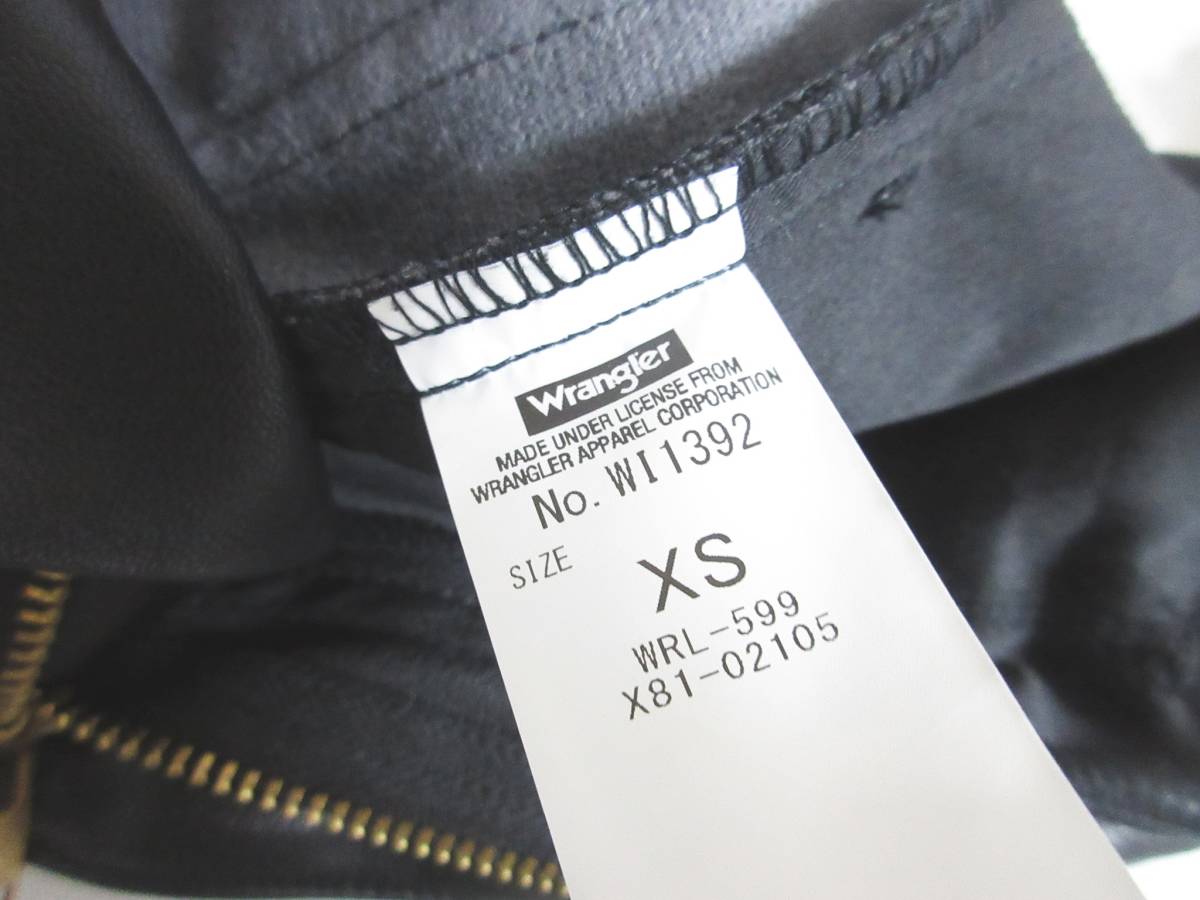 Wrangler
MADE UNDER LICENSE FROM
WRANGLER APPAREL CORPORATION
No. WI1392
SIZE XS
WRL-599
X81-02105